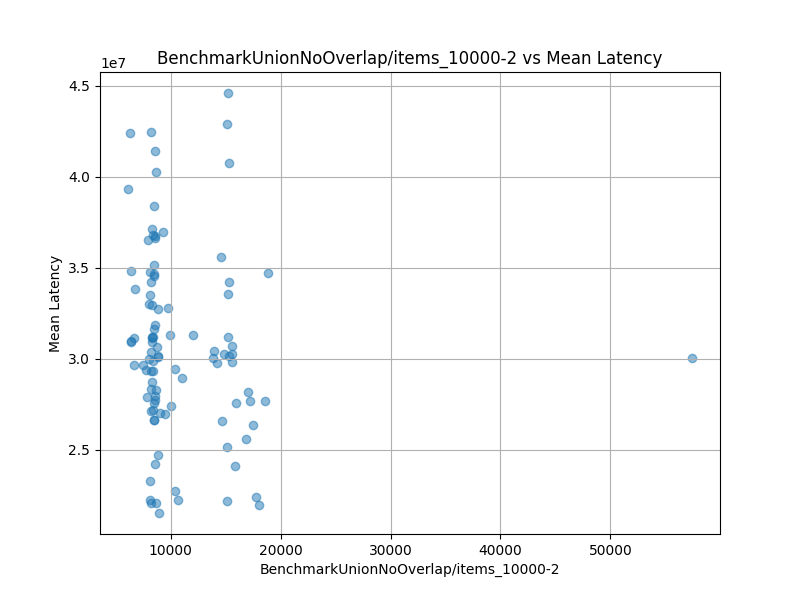 BenchmarkUnionNoOverlap/items_10000-2 vs Mean Latency
1e7
4.5
4.0
3.5
3.0
2.5
Mean Latency
10000 20000 30000 40000 50000
BenchmarkUnionNoOverlap/items_10000-2